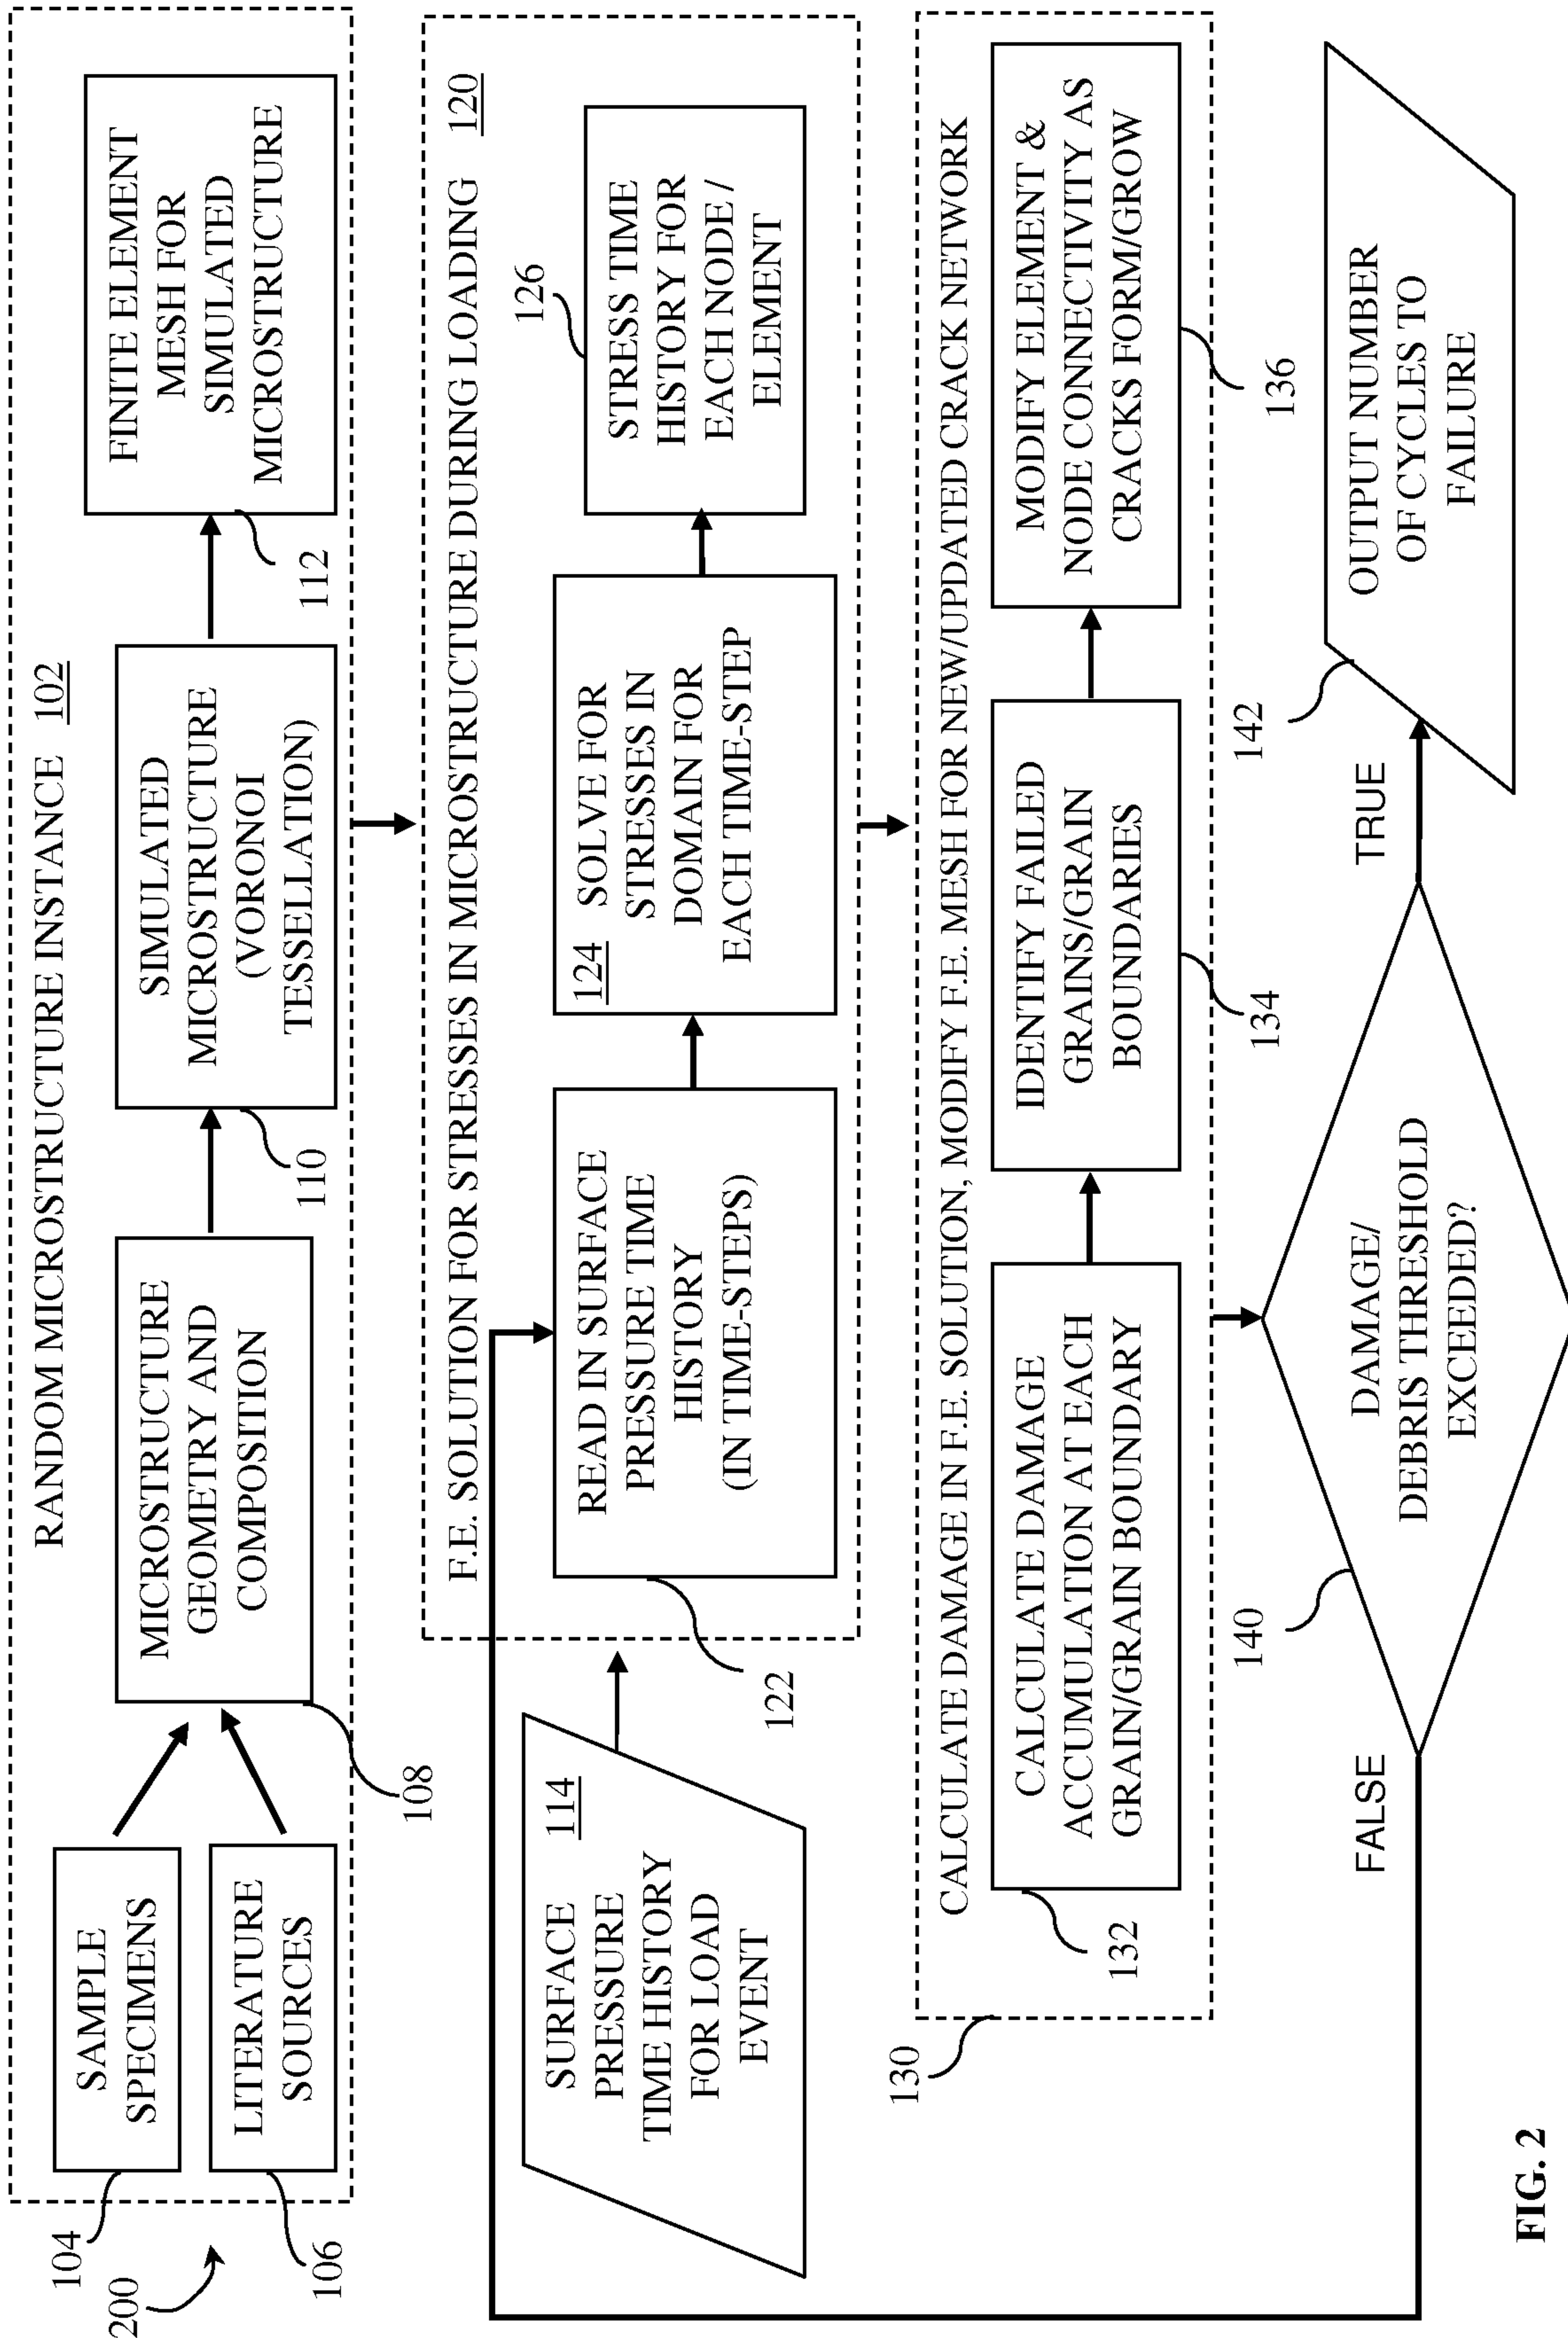 200
RANDOM MICROSTRUCTURE INSTANCE 102
104
SAMPLE
SPECIMENS
106
LITERATURE
SOURCES
108
MICROSTRUCTURE
GEOMETRY AND
COMPOSITION
110
SIMULATED
MICROSTRUCTURE
(VORONOI
TESSELLATION)
112
FINITE ELEMENT
MESH FOR
SIMULATED
MICROSTRUCTURE
F.E. SOLUTION FOR STRESSES IN MICROSTRUCTURE DURING LOADING 120
114
SURFACE
PRESSURE
TIME HISTORY
FOR LOAD
EVENT
122
READ IN SURFACE
PRESSURE TIME
HISTORY
(IN TIME-STEPS)
124
SOLVE FOR
STRESSES IN
DOMAIN FOR
EACH TIME-STEP
126
STRESS TIME
HISTORY FOR
EACH NODE /
ELEMENT
130
CALCULATE DAMAGE IN F.E. SOLUTION, MODIFY F.E. MESH FOR NEW/UPDATED CRACK NETWORK
132
CALCULATE DAMAGE
ACCUMULATION AT EACH
GRAIN/GRAIN BOUNDARY
134
IDENTIFY FAILED
GRAINS/GRAIN
BOUNDARIES
136
MODIFY ELEMENT &
NODE CONNECTIVITY AS
CRACKS FORM/GROW
140
DAMAGE/
DEBRIS THRESHOLD
EXCEEDED?
FALSE
TRUE
142
OUTPUT NUMBER
OF CYCLES TO
FAILURE
FIG. 2